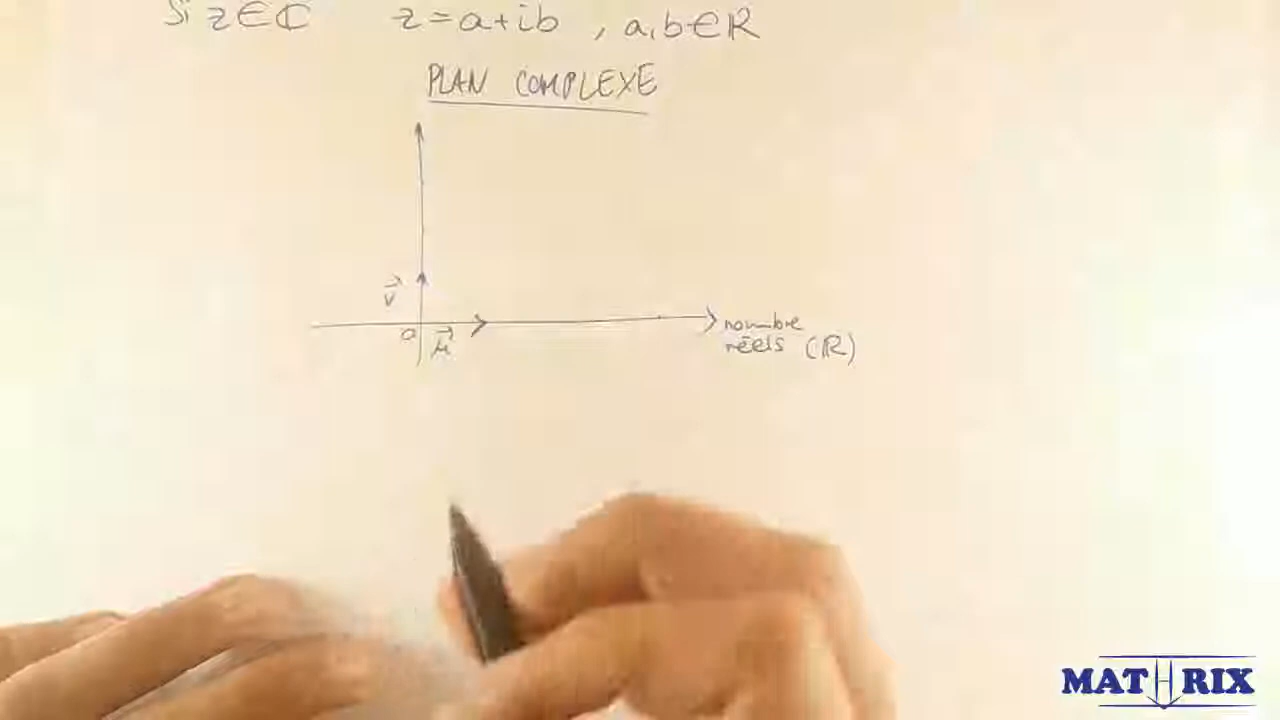 Si z∈ℂ z=a+ib , a,b∈ℝ
PLAN COMPLEXE
v⃗
o u⃗ nombre
réels (ℝ)
MATHRIX